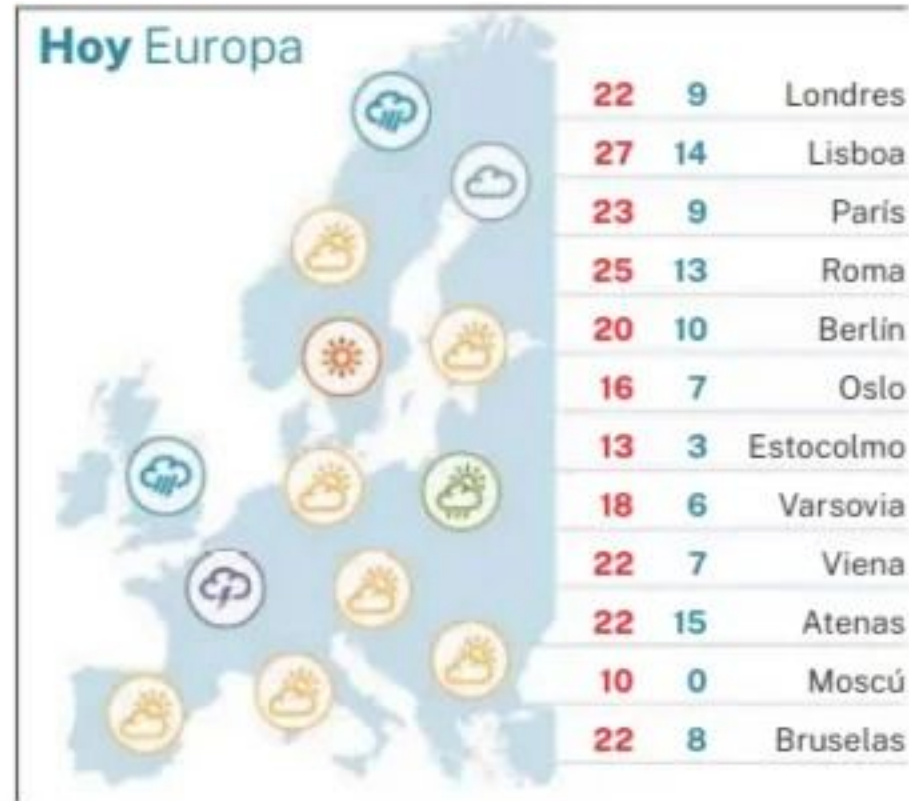 Hoy Europa
22 9 Londres
27 14 Lisboa
23 9 París
25 13 Roma
20 10 Berlín
16 7 Oslo
13 3 Estocolmo
18 6 Varsovia
22 7 Viena
22 15 Atenas
10 0 Moscú
22 8 Bruselas